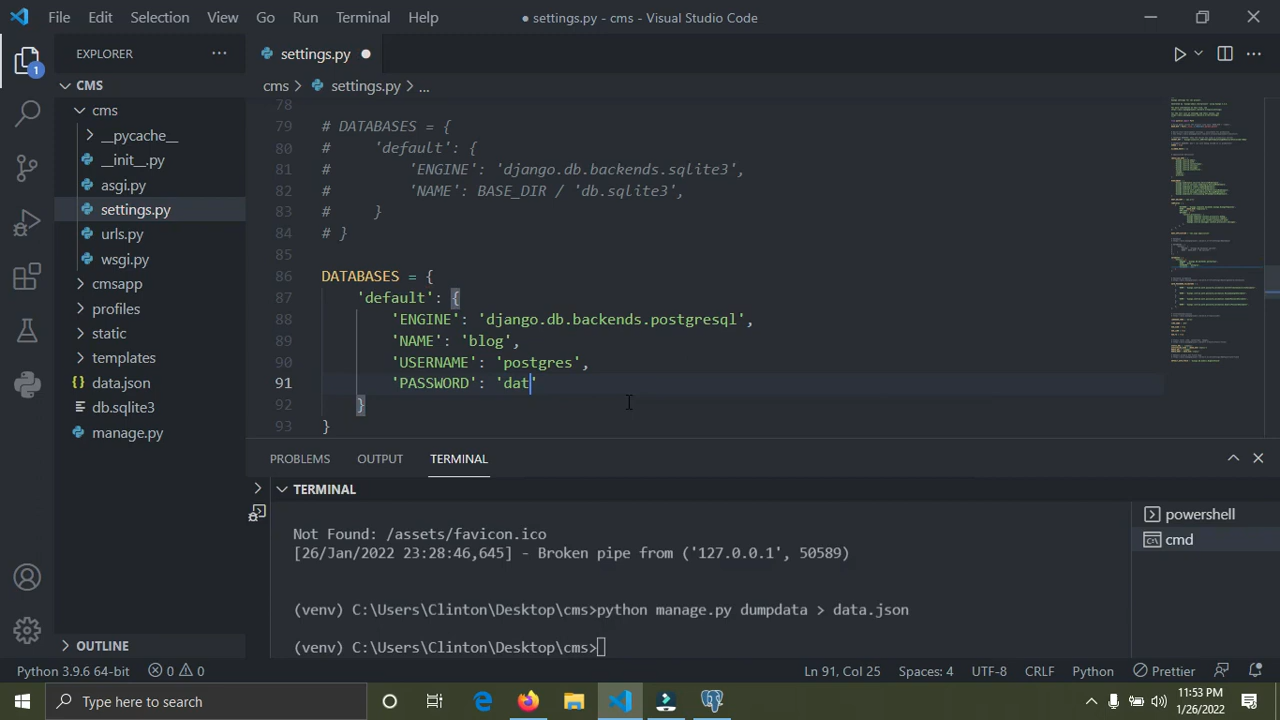 File Edit Selection View Go Run Terminal Help
● settings.py - cms - Visual Studio Code
EXPLORER ...
settings.py ●
1
CMS
cms
__pycache__
__init__.py
asgi.py
settings.py
urls.py
wsgi.py
cmsapp
profiles
static
templates
data.json
db.sqlite3
manage.py
OUTLINE
cms > settings.py > ...
78
79 # DATABASES = {
80 #     'default': {
81 #         'ENGINE': 'django.db.backends.sqlite3',
82 #         'NAME': BASE_DIR / 'db.sqlite3',
83 #     }
84 # }
85
86 DATABASES = {
87     'default': {
88         'ENGINE': 'django.db.backends.postgresql',
89         'NAME': 'blog',
90         'USERNAME': 'postgres',
91         'PASSWORD': 'dat'
92     }
93 }
PROBLEMS OUTPUT TERMINAL
TERMINAL
Not Found: /assets/favicon.ico
[26/Jan/2022 23:28:46,645] - Broken pipe from ('127.0.0.1', 50589)
(venv) C:\Users\Clinton\Desktop\cms>python manage.py dumpdata > data.json
(venv) C:\Users\Clinton\Desktop\cms>
powershell
cmd
Python 3.9.6 64-bit 0 0 Ln 91, Col 25 Spaces: 4 UTF-8 CRLF Python Prettier
Type here to search
11:53 PM
1/26/2022